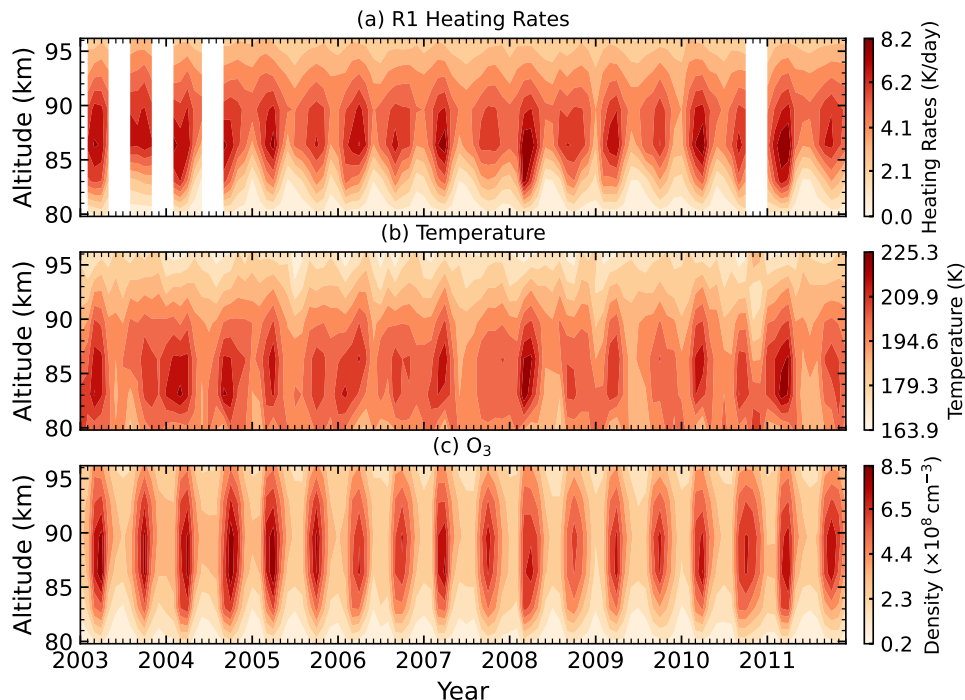 (a) R1 Heating Rates
95
90
85
80
Altitude (km)
8.2
6.2
4.1
2.1
0.0
Heating Rates (K/day)
(b) Temperature
95
90
85
80
Altitude (km)
225.3
209.9
194.6
179.3
163.9
Temperature (K)
(c) O₃
95
90
85
80
Altitude (km)
8.5
6.5
4.4
2.3
0.2
Density (×10⁸ cm⁻³)
2003 2004 2005 2006 2007 2008 2009 2010 2011
Year